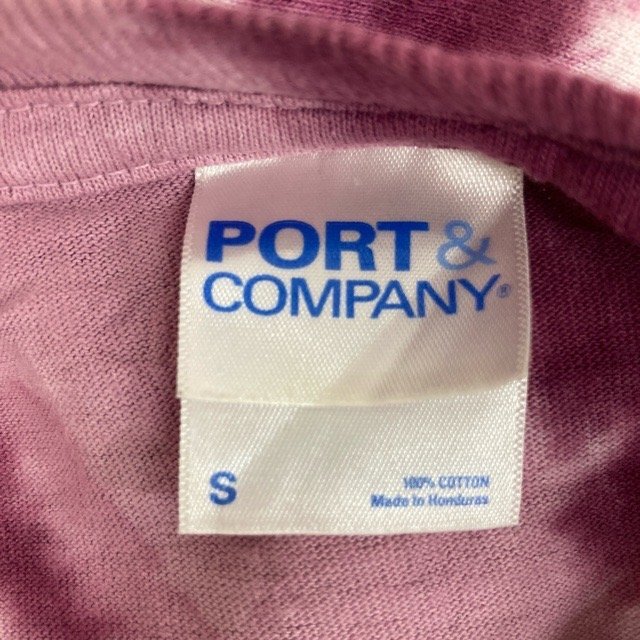 PORT &
COMPANY®
S
100% COTTON
Made In Honduras